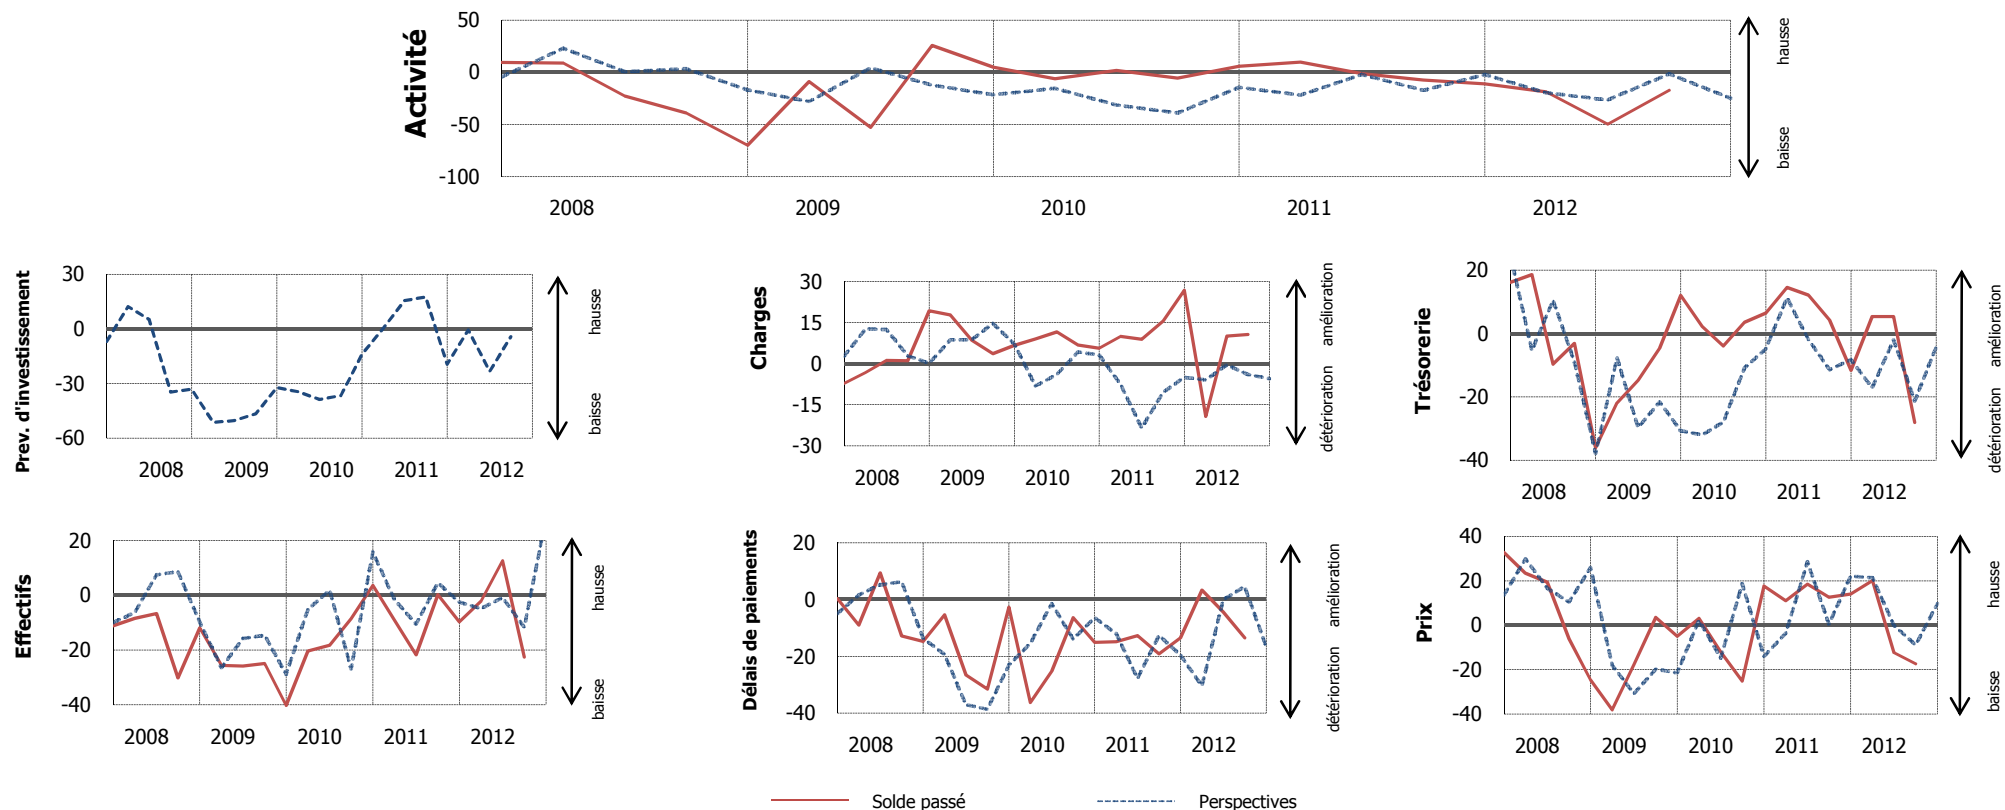 Activité
50
0
-50
-100
hausse
baisse
2008 2009 2010 2011 2012
Prev. d'investissement
30
0
-30
-60
hausse
baisse
2008 2009 2010 2011 2012
Charges
30
15
0
-15
-30
amélioration
détérioration
2008 2009 2010 2011 2012
Trésorerie
20
0
-20
-40
amélioration
détérioration
2008 2009 2010 2011 2012
Effectifs
20
0
-20
-40
hausse
baisse
2008 2009 2010 2011 2012
Délais de paiements
20
0
-20
-40
amélioration
détérioration
2008 2009 2010 2011 2012
Prix
40
20
0
-20
-40
hausse
baisse
2008 2009 2010 2011 2012
Solde passé Perspectives